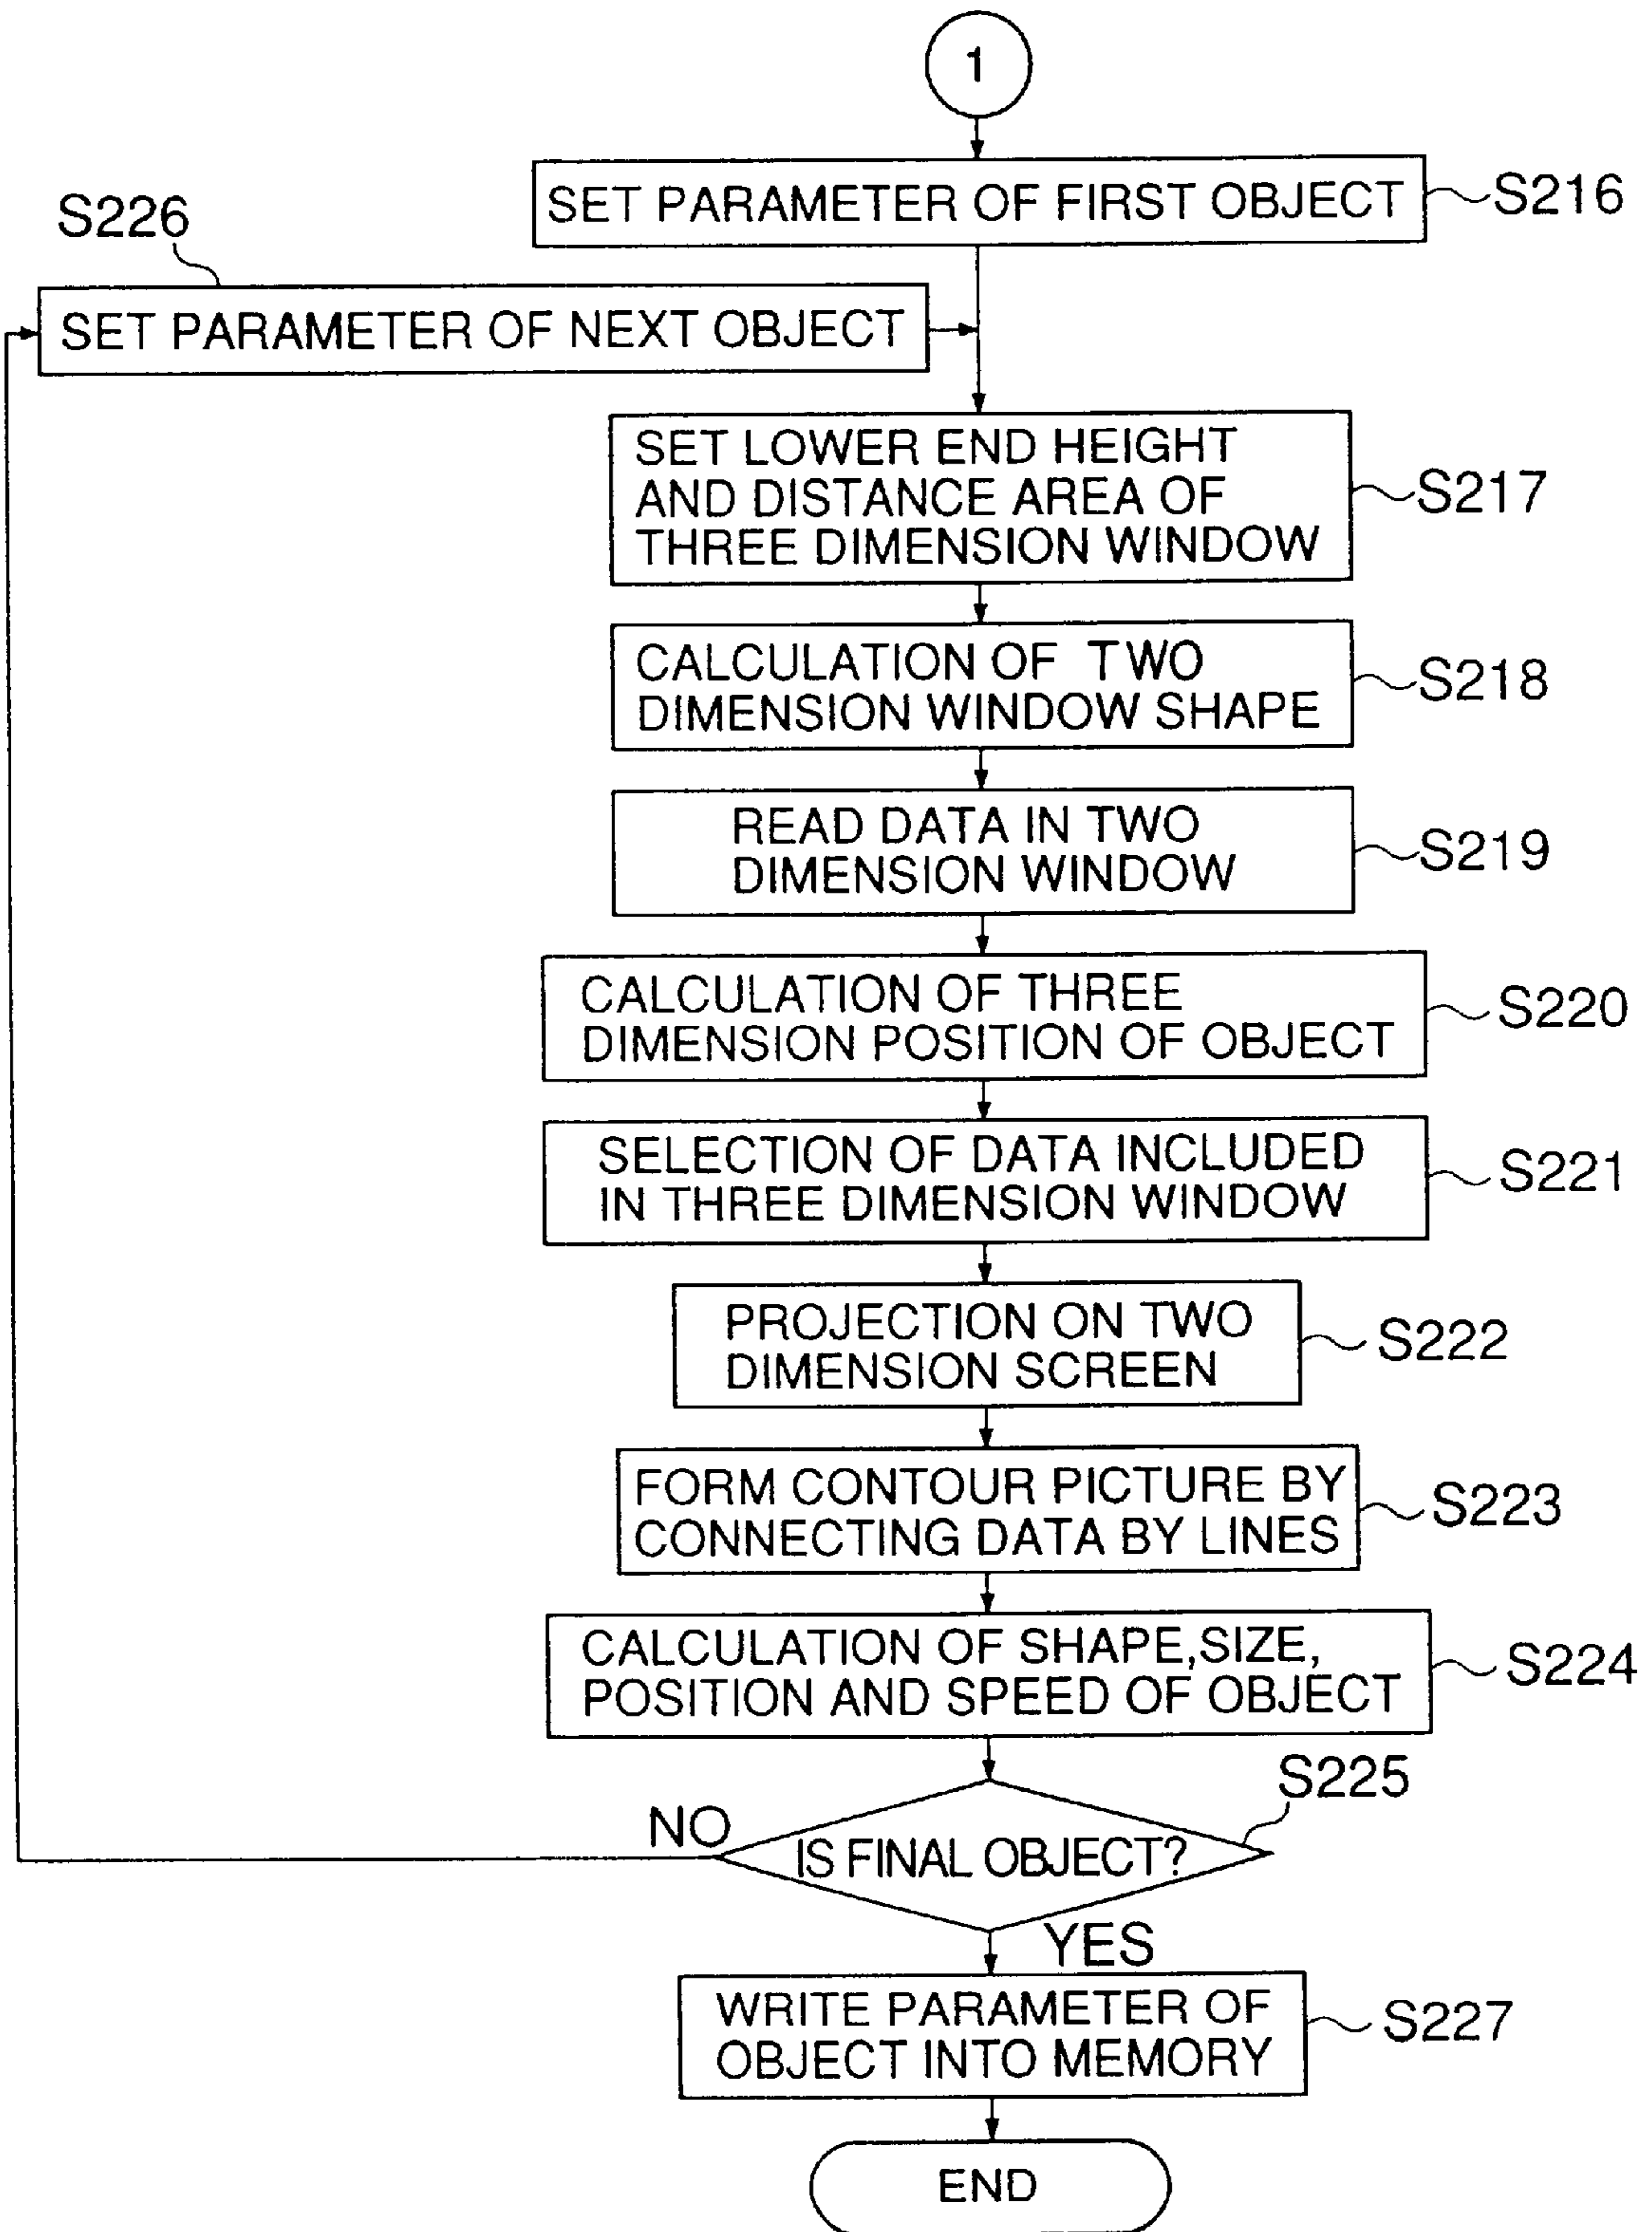 1
SET PARAMETER OF FIRST OBJECT
S216
S226
SET PARAMETER OF NEXT OBJECT
SET LOWER END HEIGHT
AND DISTANCE AREA OF
THREE DIMENSION WINDOW
S217
CALCULATION OF TWO
DIMENSION WINDOW SHAPE
S218
READ DATA IN TWO
DIMENSION WINDOW
S219
CALCULATION OF THREE
DIMENSION POSITION OF OBJECT
S220
SELECTION OF DATA INCLUDED
IN THREE DIMENSION WINDOW
S221
PROJECTION ON TWO
DIMENSION SCREEN
S222
FORM CONTOUR PICTURE BY
CONNECTING DATA BY LINES
S223
CALCULATION OF SHAPE,SIZE,
POSITION AND SPEED OF OBJECT
S224
S225
NO
IS FINAL OBJECT?
YES
WRITE PARAMETER OF
OBJECT INTO MEMORY
S227
END